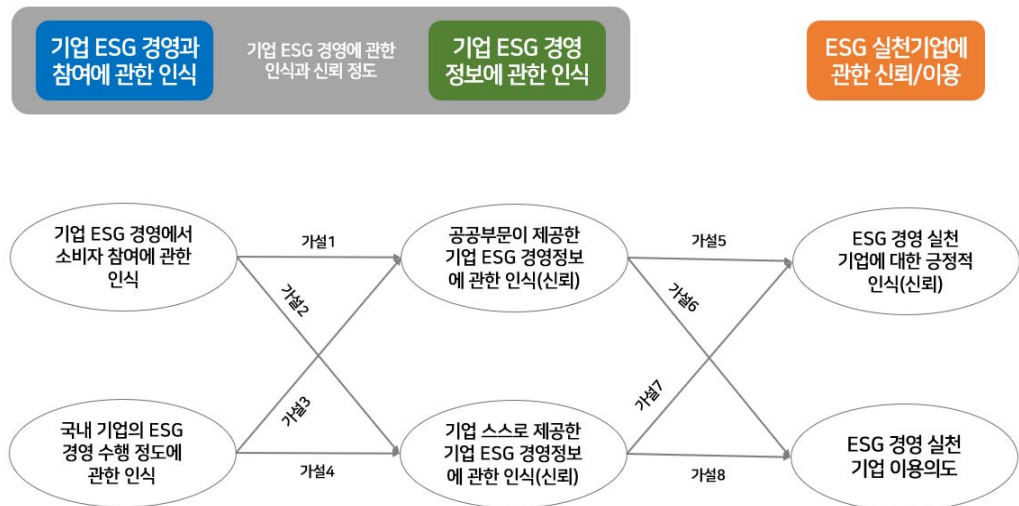 기업 ESG 경영과
참여에 관한 인식
기업 ESG 경영에 관한
인식과 신뢰 정도
기업 ESG 경영
정보에 관한 인식
ESG 실천기업에
관한 신뢰/이용
기업 ESG 경영에서
소비자 참여에 관한
인식
가설1
공공부문이 제공한
기업 ESG 경영정보
에 관한 인식(신뢰)
가설5
ESG 경영 실천
기업에 대한 긍정적
인식(신뢰)
가설2
가설6
가설3
가설7
국내 기업의 ESG
경영 수행 정도에
관한 인식
가설4
기업 스스로 제공한
기업 ESG 경영정보
에 관한 인식(신뢰)
가설8
ESG 경영 실천
기업 이용의도